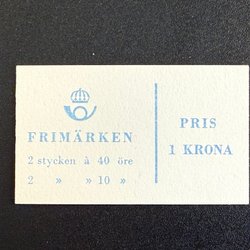 FRIMÄRKEN
2 stycken à 40 öre
2 » » 10 »
PRIS
1 KRONA